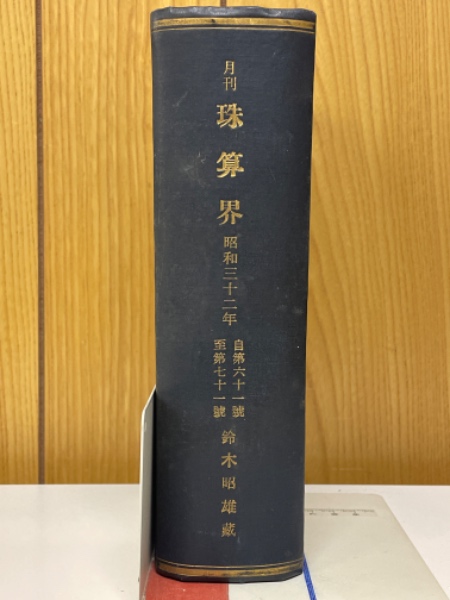 月刊
珠算界
昭和三十二年
自第六十一號
至第七十一號
鈴木昭雄蔵